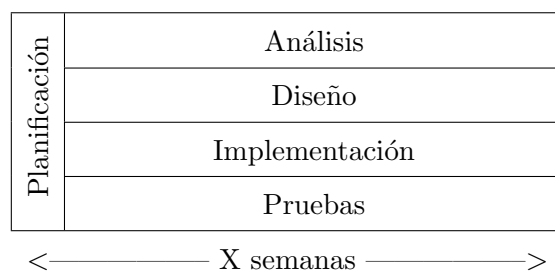 Planificación
Análisis
Diseño
Implementación
Pruebas
X semanas